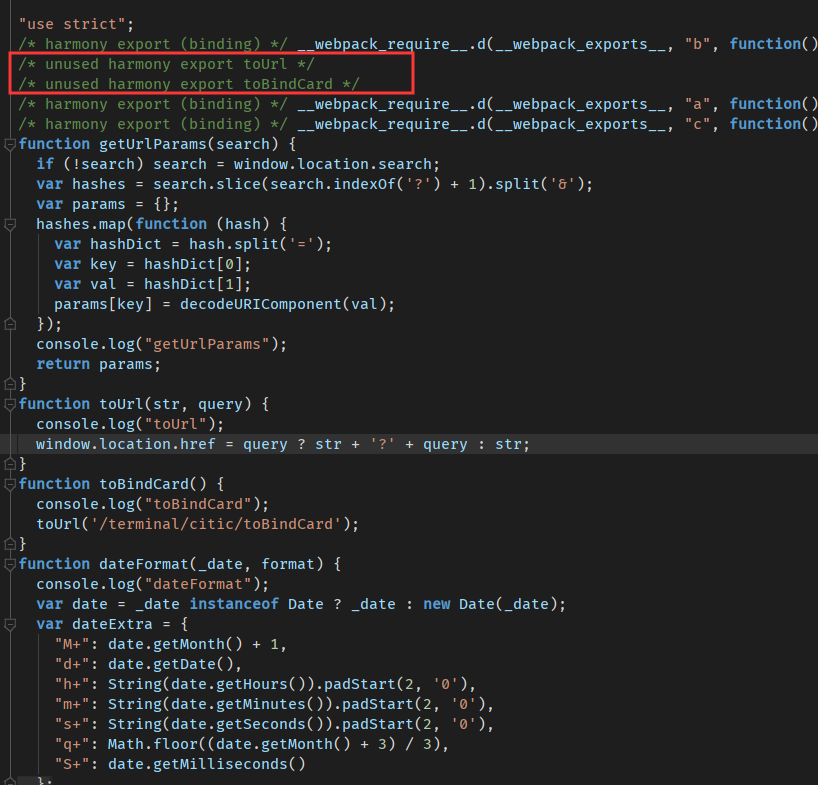 "use strict";
/* harmony export (binding) */ __webpack_require__.d(__webpack_exports__, "b", function()
/* unused harmony export toUrl */
/* unused harmony export toBindCard */
/* harmony export (binding) */ __webpack_require__.d(__webpack_exports__, "a", function()
/* harmony export (binding) */ __webpack_require__.d(__webpack_exports__, "c", function()
function getUrlParams(search) {
  if (!search) search = window.location.search;
  var hashes = search.slice(search.indexOf('?') + 1).split('&');
  var params = {};
  hashes.map(function (hash) {
    var hashDict = hash.split('=');
    var key = hashDict[0];
    var val = hashDict[1];
    params[key] = decodeURIComponent(val);
  });
  console.log("getUrlParams");
  return params;
}
function toUrl(str, query) {
  console.log("toUrl");
  window.location.href = query ? str + '?' + query : str;
}
function toBindCard() {
  console.log("toBindCard");
  toUrl('/terminal/citic/toBindCard');
}
function dateFormat(_date, format) {
  console.log("dateFormat");
  var date = _date instanceof Date ? _date : new Date(_date);
  var dateExtra = {
    "M+": date.getMonth() + 1,
    "d+": date.getDate(),
    "h+": String(date.getHours()).padStart(2, '0'),
    "m+": String(date.getMinutes()).padStart(2, '0'),
    "s+": String(date.getSeconds()).padStart(2, '0'),
    "q+": Math.floor((date.getMonth() + 3) / 3),
    "S+": date.getMilliseconds()
  };